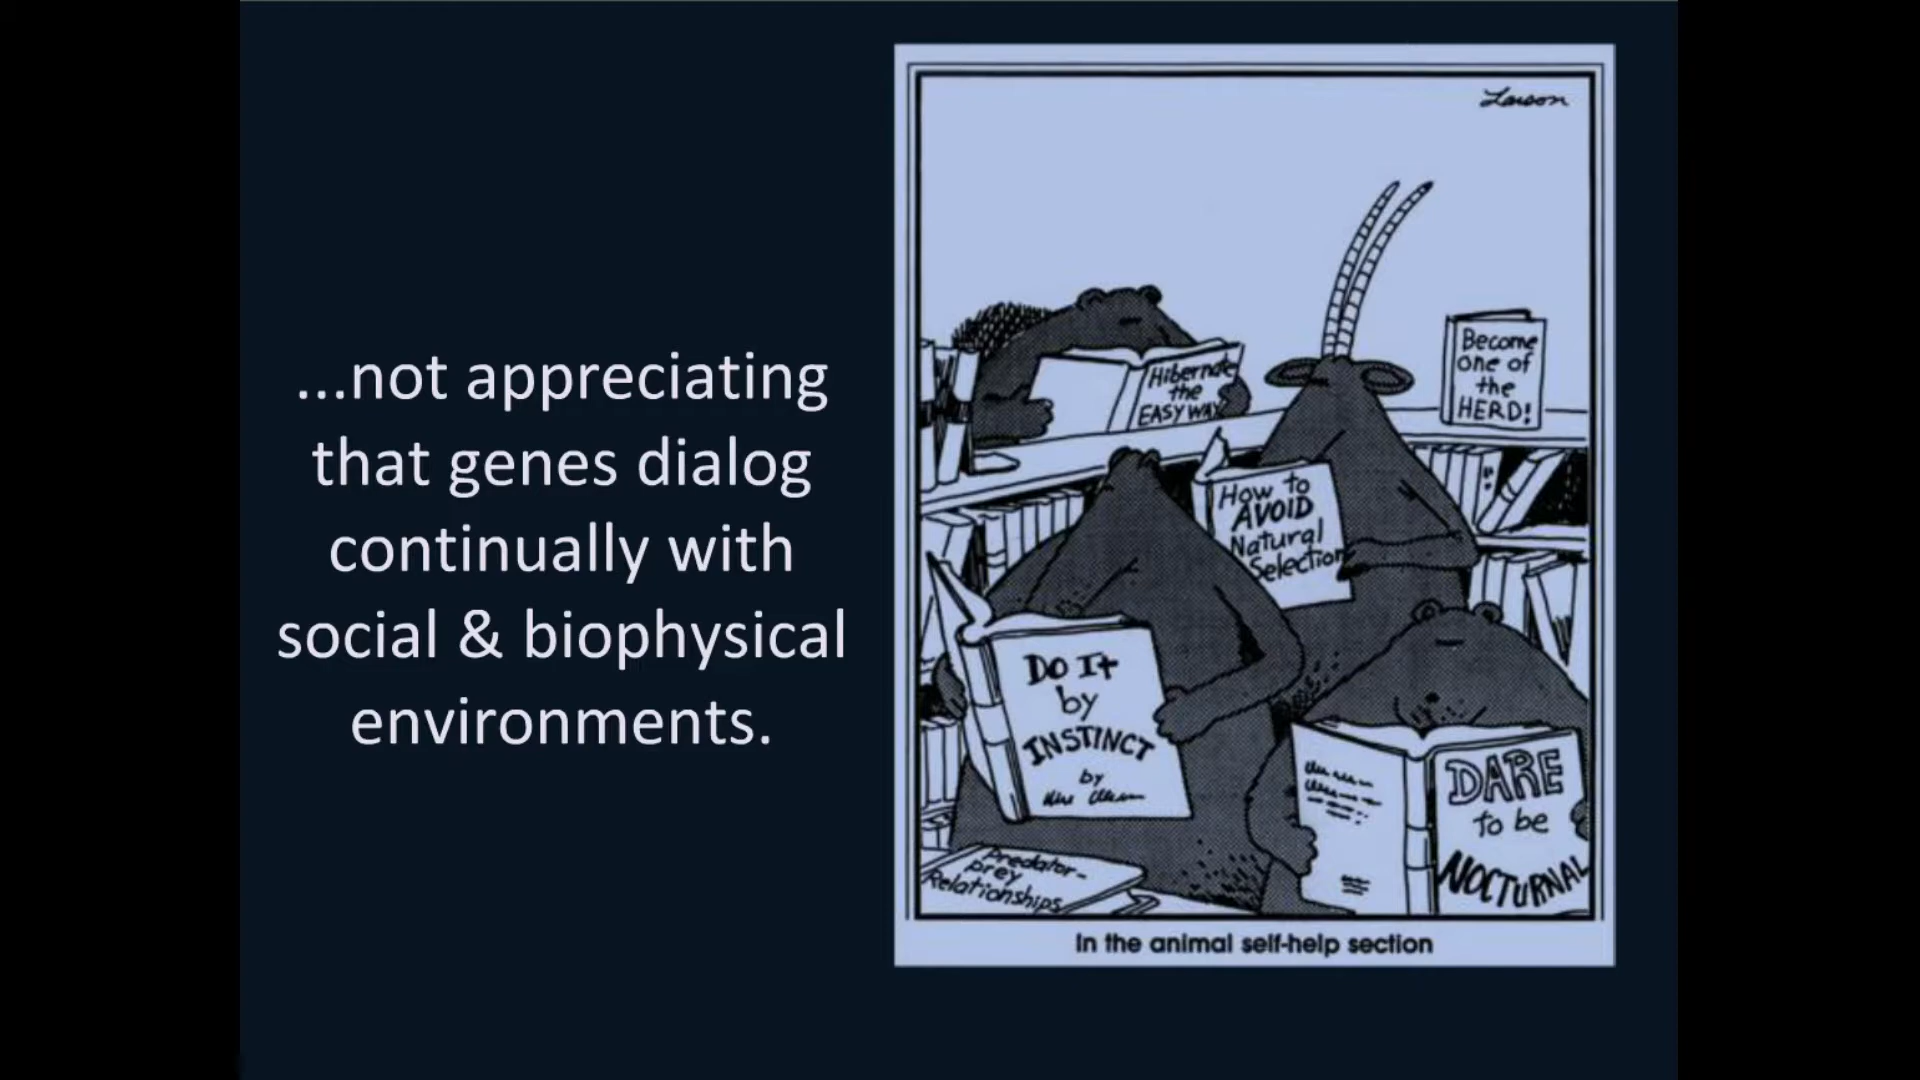 ...not appreciating
that genes dialog
continually with
social & biophysical
environments.
Larson
Hibernate
the
EASY WAY
Become
one of
the
HERD!
How to
AVOID
Natural
Selection
DO It
by
INSTINCT
by
DARE
to be
NOCTURNAL
Predator-
prey
Relationships
In the animal self-help section